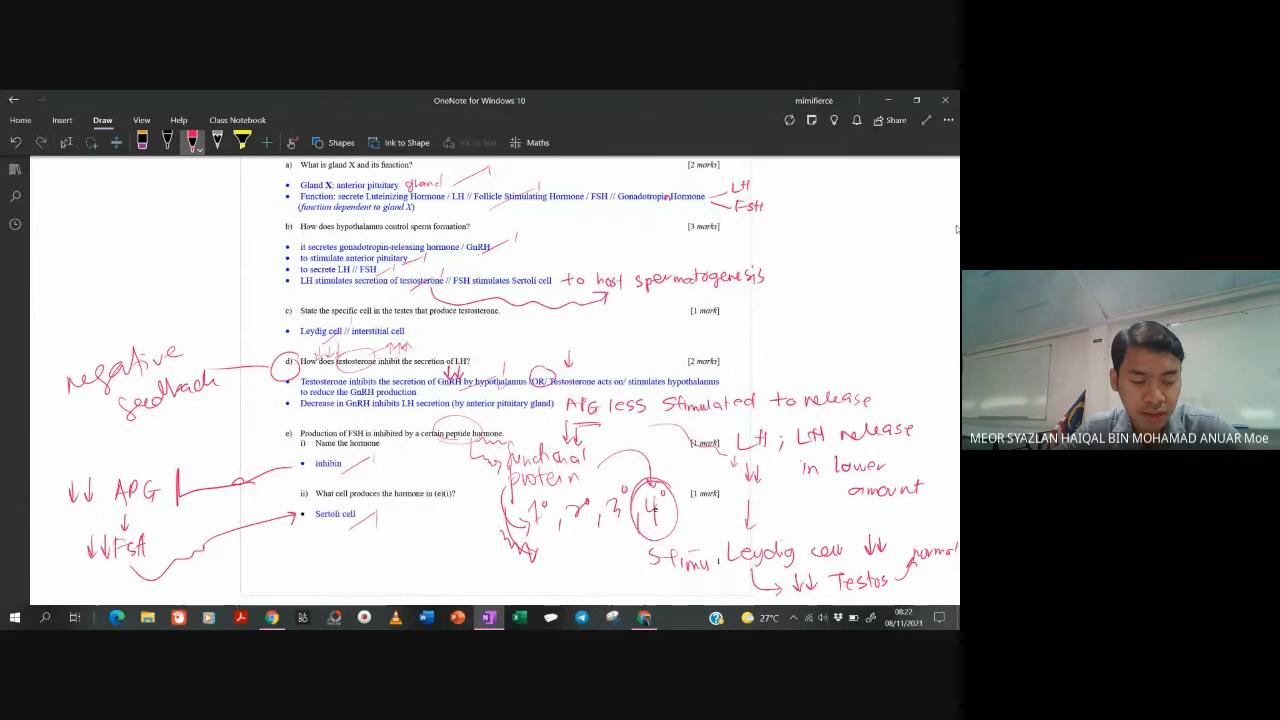 OneNote for Windows 10
mimifierce
Home Insert Draw View Help Class Notebook
Share
Shapes Ink to Shape Ink to Text Maths
a) What is gland X and its function? [2 marks]
• Gland X: anterior pituitary gland
• Function: secrete Luteinizing Hormone / LH // Follicle Stimulating Hormone / FSH // Gonadotropin Hormone
LH
FSH
(function dependent to gland X)
b) How does hypothalamus control sperm formation? [3 marks]
• it secretes gonadotropin-releasing hormone / GnRH
• to stimulate anterior pituitary
• to secrete LH // FSH
• LH stimulates secretion of testosterone // FSH stimulates Sertoli cell to host spermatogenesis
c) State the specific cell in the testes that produce testosterone. [1 mark]
• Leydig cell // interstitial cell
negative
feedback
d) How does testosterone inhibit the secretion of LH? [2 marks]
• Testosterone inhibits the secretion of GnRH by hypothalamus /OR/ Testosterone acts on/ stimulates hypothalamus
to reduce the GnRH production
• Decrease in GnRH inhibits LH secretion (by anterior pituitary gland) APG less stimulated to release
LH ; LH release
in lower
amount
e) Production of FSH is inhibited by a certain peptide hormone.
i) Name the hormone [1 mark]
• inhibin
functional
protein
1°, 2°, 3°, 4°
ii) What cell produces the hormone in (e)(i)? [1 mark]
• Sertoli cell
↓↓ APG
↓
↓↓ FSH
Leydig cell ↓↓
↓↓ Testos
normal
MEOR SYAZLAN HAIQAL BIN MOHAMAD ANUAR Moe
27°C
08:22
08/11/2021